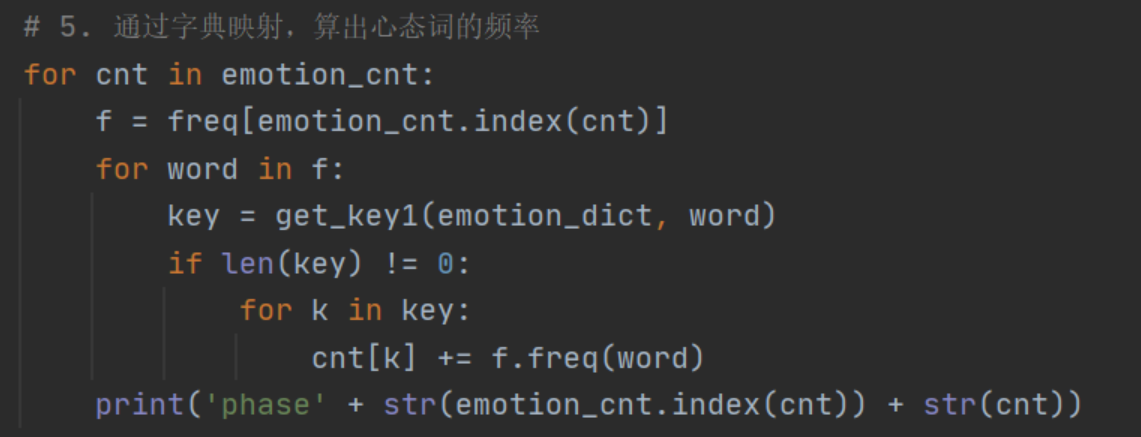 # 5. 通过字典映射，算出心态词的频率
for cnt in emotion_cnt:
    f = freq[emotion_cnt.index(cnt)]
    for word in f:
        key = get_key1(emotion_dict, word)
        if len(key) != 0:
            for k in key:
                cnt[k] += f.freq(word)
    print('phase' + str(emotion_cnt.index(cnt)) + str(cnt))